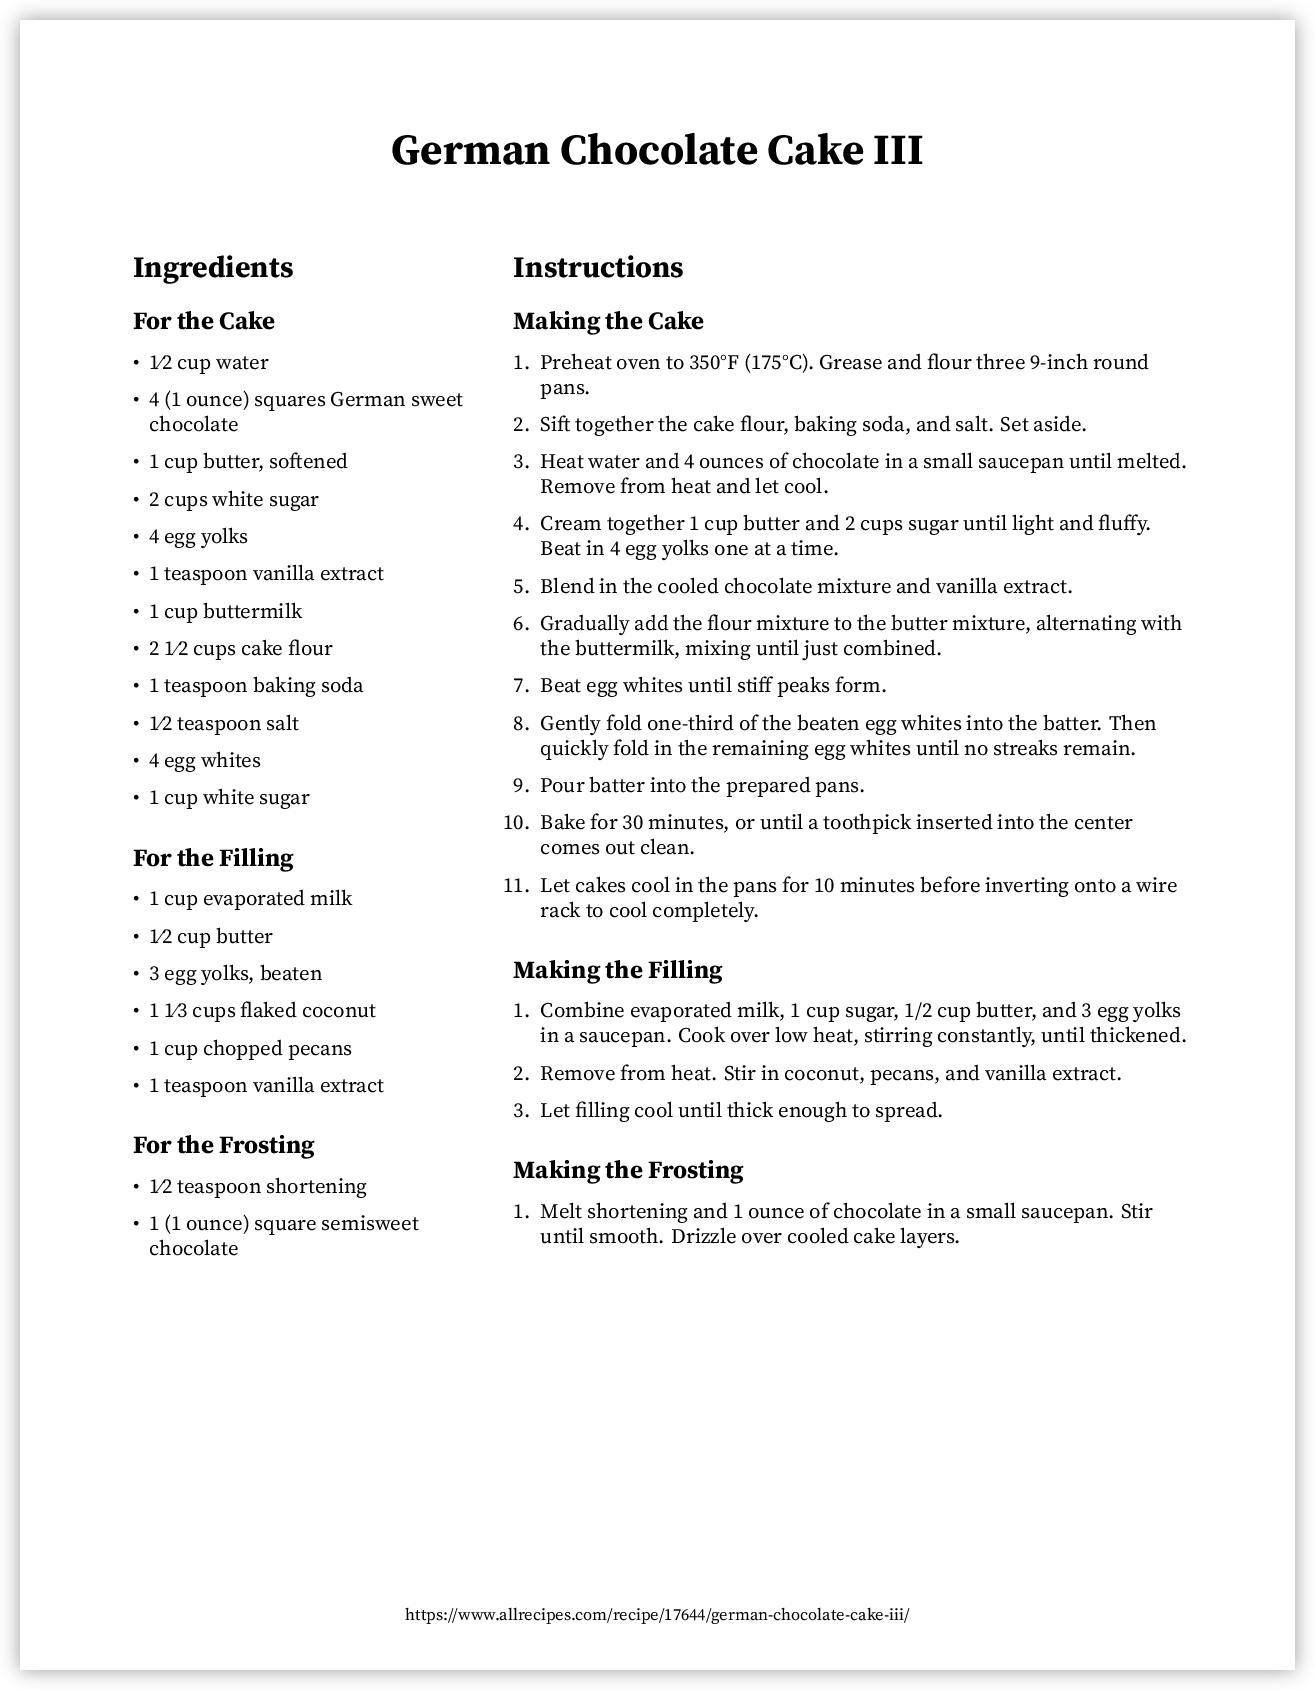 German Chocolate Cake III
Ingredients
For the Cake
• 1⁄2 cup water
• 4 (1 ounce) squares German sweet
chocolate
• 1 cup butter, softened
• 2 cups white sugar
• 4 egg yolks
• 1 teaspoon vanilla extract
• 1 cup buttermilk
• 2 1⁄2 cups cake flour
• 1 teaspoon baking soda
• 1⁄2 teaspoon salt
• 4 egg whites
• 1 cup white sugar
For the Filling
• 1 cup evaporated milk
• 1⁄2 cup butter
• 3 egg yolks, beaten
• 1 1⁄3 cups flaked coconut
• 1 cup chopped pecans
• 1 teaspoon vanilla extract
For the Frosting
• 1⁄2 teaspoon shortening
• 1 (1 ounce) square semisweet
chocolate
Instructions
Making the Cake
1. Preheat oven to 350°F (175°C). Grease and flour three 9-inch round
pans.
2. Sift together the cake flour, baking soda, and salt. Set aside.
3. Heat water and 4 ounces of chocolate in a small saucepan until melted.
Remove from heat and let cool.
4. Cream together 1 cup butter and 2 cups sugar until light and fluffy.
Beat in 4 egg yolks one at a time.
5. Blend in the cooled chocolate mixture and vanilla extract.
6. Gradually add the flour mixture to the butter mixture, alternating with
the buttermilk, mixing until just combined.
7. Beat egg whites until stiff peaks form.
8. Gently fold one-third of the beaten egg whites into the batter. Then
quickly fold in the remaining egg whites until no streaks remain.
9. Pour batter into the prepared pans.
10. Bake for 30 minutes, or until a toothpick inserted into the center
comes out clean.
11. Let cakes cool in the pans for 10 minutes before inverting onto a wire
rack to cool completely.
Making the Filling
1. Combine evaporated milk, 1 cup sugar, 1/2 cup butter, and 3 egg yolks
in a saucepan. Cook over low heat, stirring constantly, until thickened.
2. Remove from heat. Stir in coconut, pecans, and vanilla extract.
3. Let filling cool until thick enough to spread.
Making the Frosting
1. Melt shortening and 1 ounce of chocolate in a small saucepan. Stir
until smooth. Drizzle over cooled cake layers.
https://www.allrecipes.com/recipe/17644/german-chocolate-cake-iii/